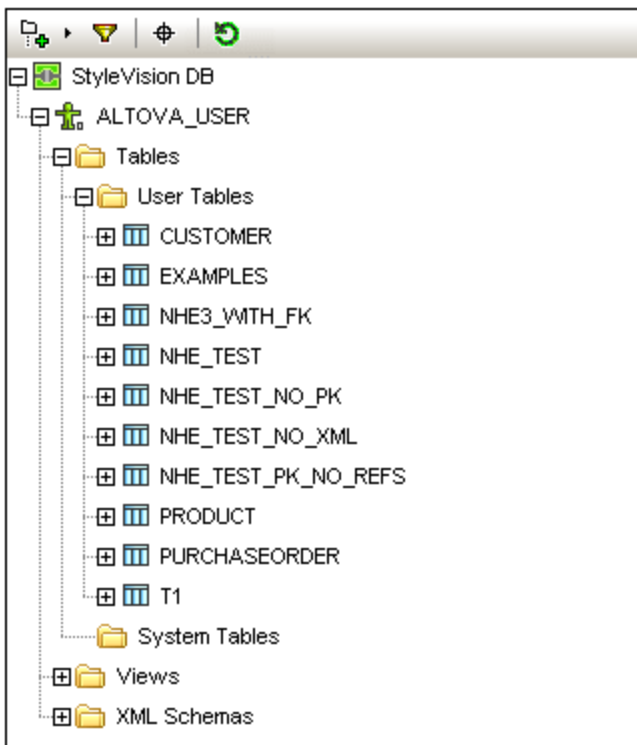 StyleVision DB
ALTOVA_USER
Tables
User Tables
CUSTOMER
EXAMPLES
NHE3_WITH_FK
NHE_TEST
NHE_TEST_NO_PK
NHE_TEST_NO_XML
NHE_TEST_PK_NO_REFS
PRODUCT
PURCHASEORDER
T1
System Tables
Views
XML Schemas